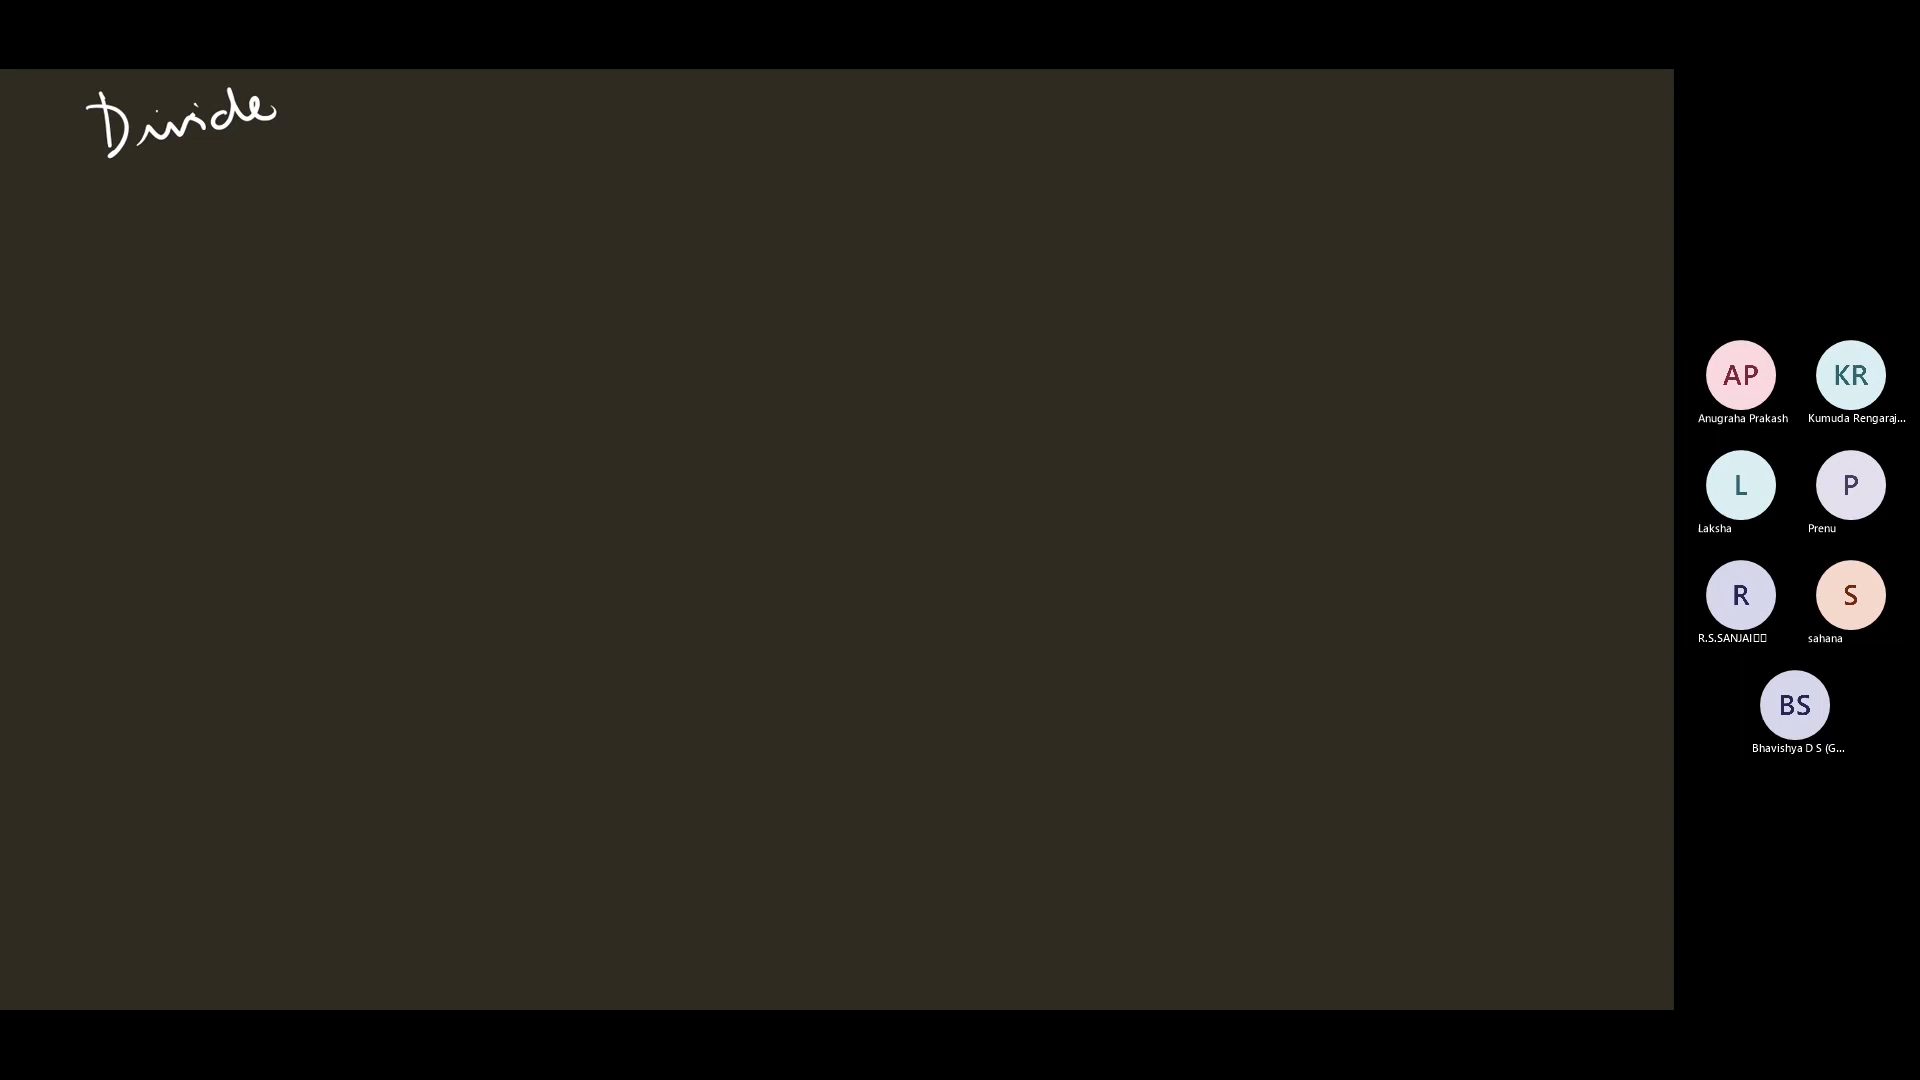 Divide
AP
KR
Anugraha Prakash
Kumuda Rengaraj...
L
P
Laksha
Prenu
R
S
R.S.SANJAI▯▯
sahana
BS
Bhavishya D S (G...